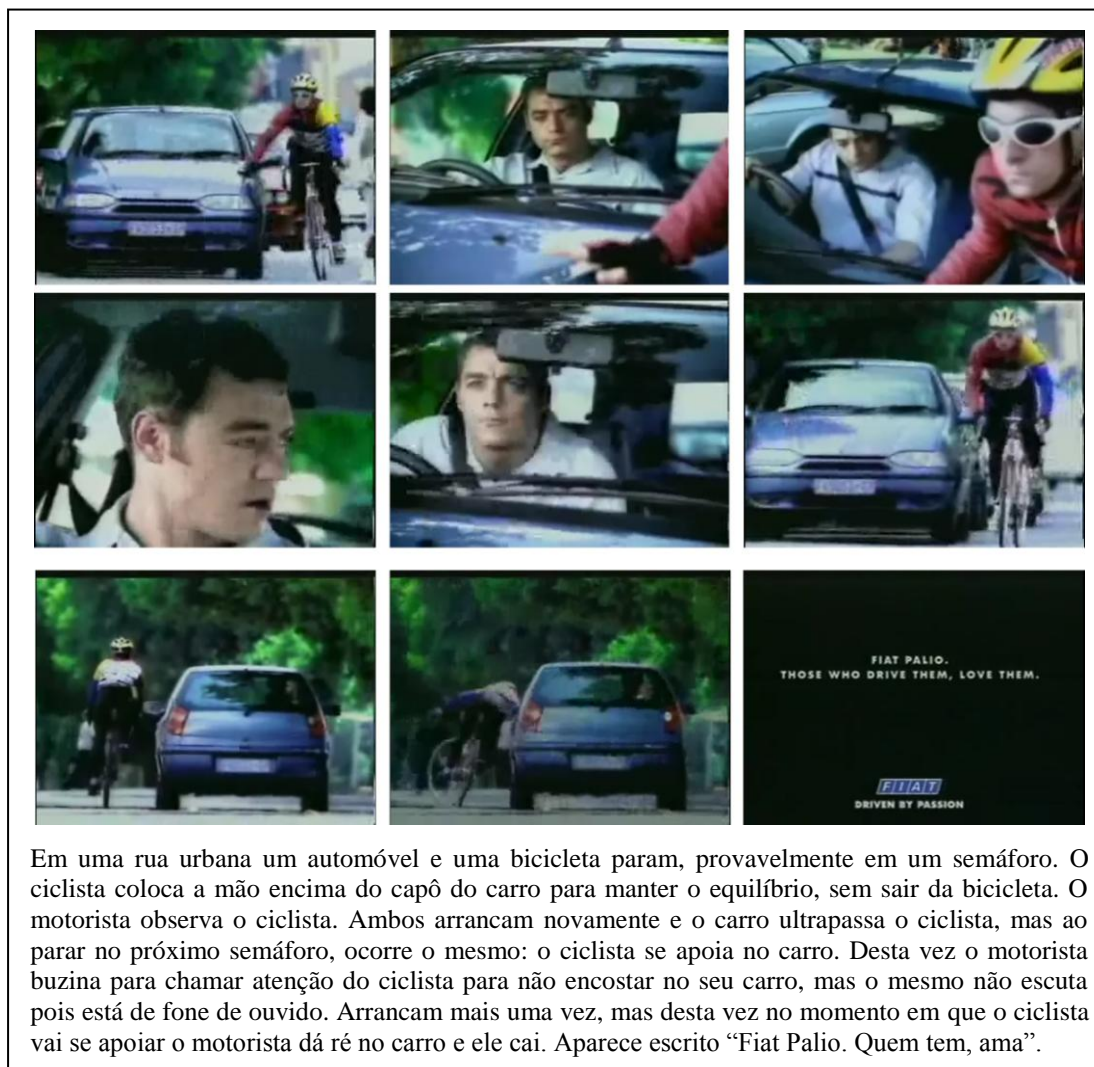 FIAT PALIO.
THOSE WHO DRIVE THEM, LOVE THEM.
FIAT
DRIVEN BY PASSION
Em uma rua urbana um automóvel e uma bicicleta param, provavelmente em um semáforo. O
ciclista coloca a mão encima do capô do carro para manter o equilíbrio, sem sair da bicicleta. O
motorista observa o ciclista. Ambos arrancam novamente e o carro ultrapassa o ciclista, mas ao
parar no próximo semáforo, ocorre o mesmo: o ciclista se apoia no carro. Desta vez o motorista
buzina para chamar atenção do ciclista para não encostar no seu carro, mas o mesmo não escuta
pois está de fone de ouvido. Arrancam mais uma vez, mas desta vez no momento em que o ciclista
vai se apoiar o motorista dá ré no carro e ele cai. Aparece escrito “Fiat Palio. Quem tem, ama”.